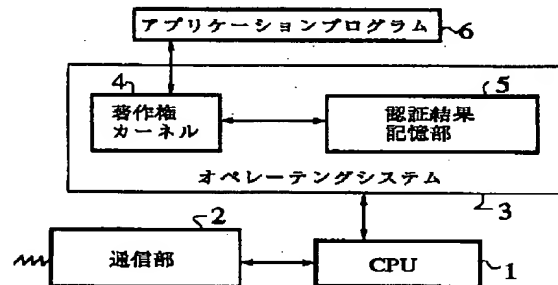 アプリケーションプログラム
6
4
著作権
カーネル
5
認証結果
記憶部
オペレーテングシステム
3
2
通信部
CPU
1